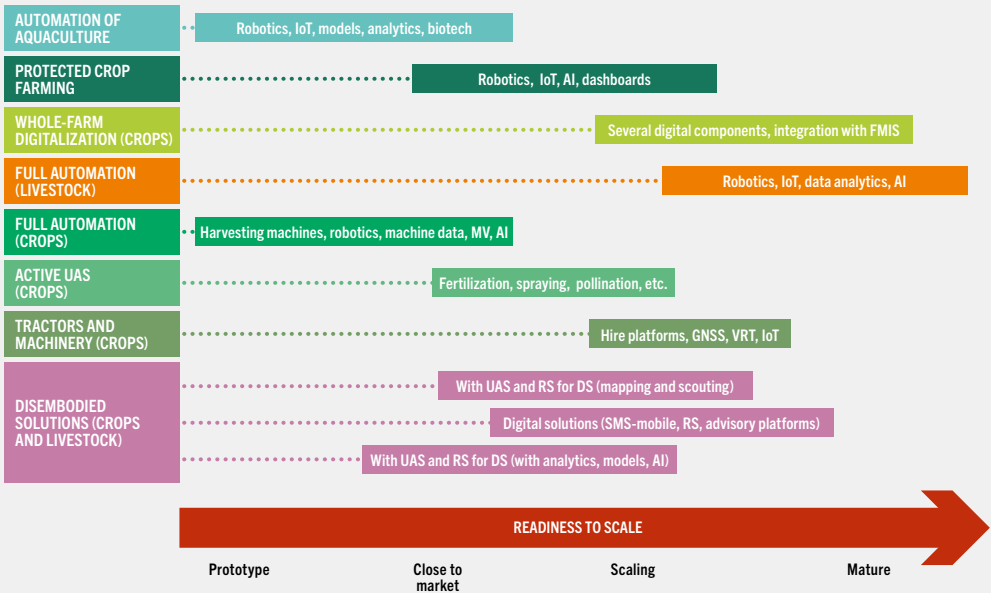 AUTOMATION OF
AQUACULTURE
Robotics, IoT, models, analytics, biotech
PROTECTED CROP
FARMING
Robotics, IoT, AI, dashboards
WHOLE-FARM
DIGITALIZATION (CROPS)
Several digital components, integration with FMIS
FULL AUTOMATION
(LIVESTOCK)
Robotics, IoT, data analytics, AI
FULL AUTOMATION
(CROPS)
Harvesting machines, robotics, machine data, MV, AI
ACTIVE UAS
(CROPS)
Fertilization, spraying, pollination, etc.
TRACTORS AND
MACHINERY (CROPS)
Hire platforms, GNSS, VRT, IoT
DISEMBODIED
SOLUTIONS (CROPS
AND LIVESTOCK)
With UAS and RS for DS (mapping and scouting)
Digital solutions (SMS-mobile, RS, advisory platforms)
With UAS and RS for DS (with analytics, models, AI)
READINESS TO SCALE
Prototype
Close to
market
Scaling
Mature